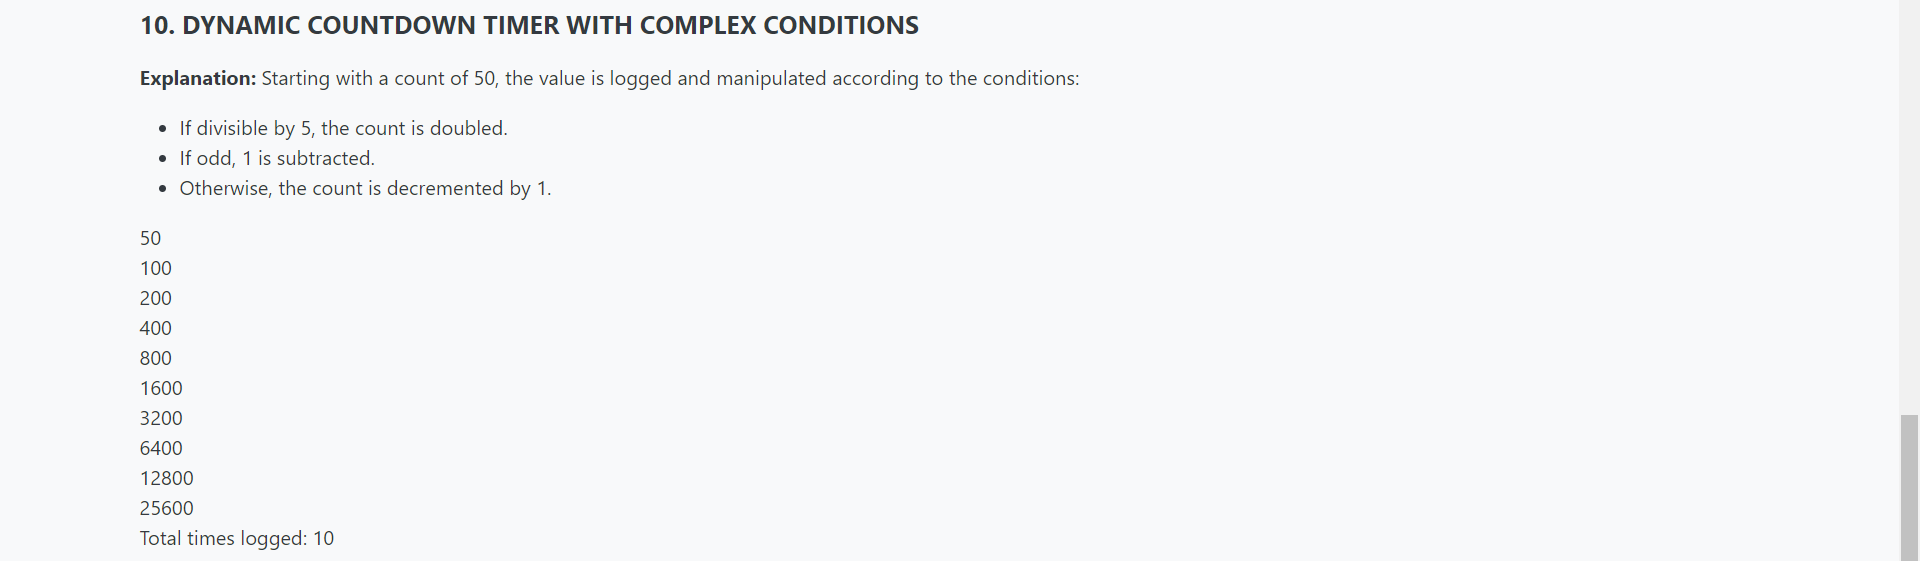 10. DYNAMIC COUNTDOWN TIMER WITH COMPLEX CONDITIONS
Explanation: Starting with a count of 50, the value is logged and manipulated according to the conditions:
• If divisible by 5, the count is doubled.
• If odd, 1 is subtracted.
• Otherwise, the count is decremented by 1.
50
100
200
400
800
1600
3200
6400
12800
25600
Total times logged: 10